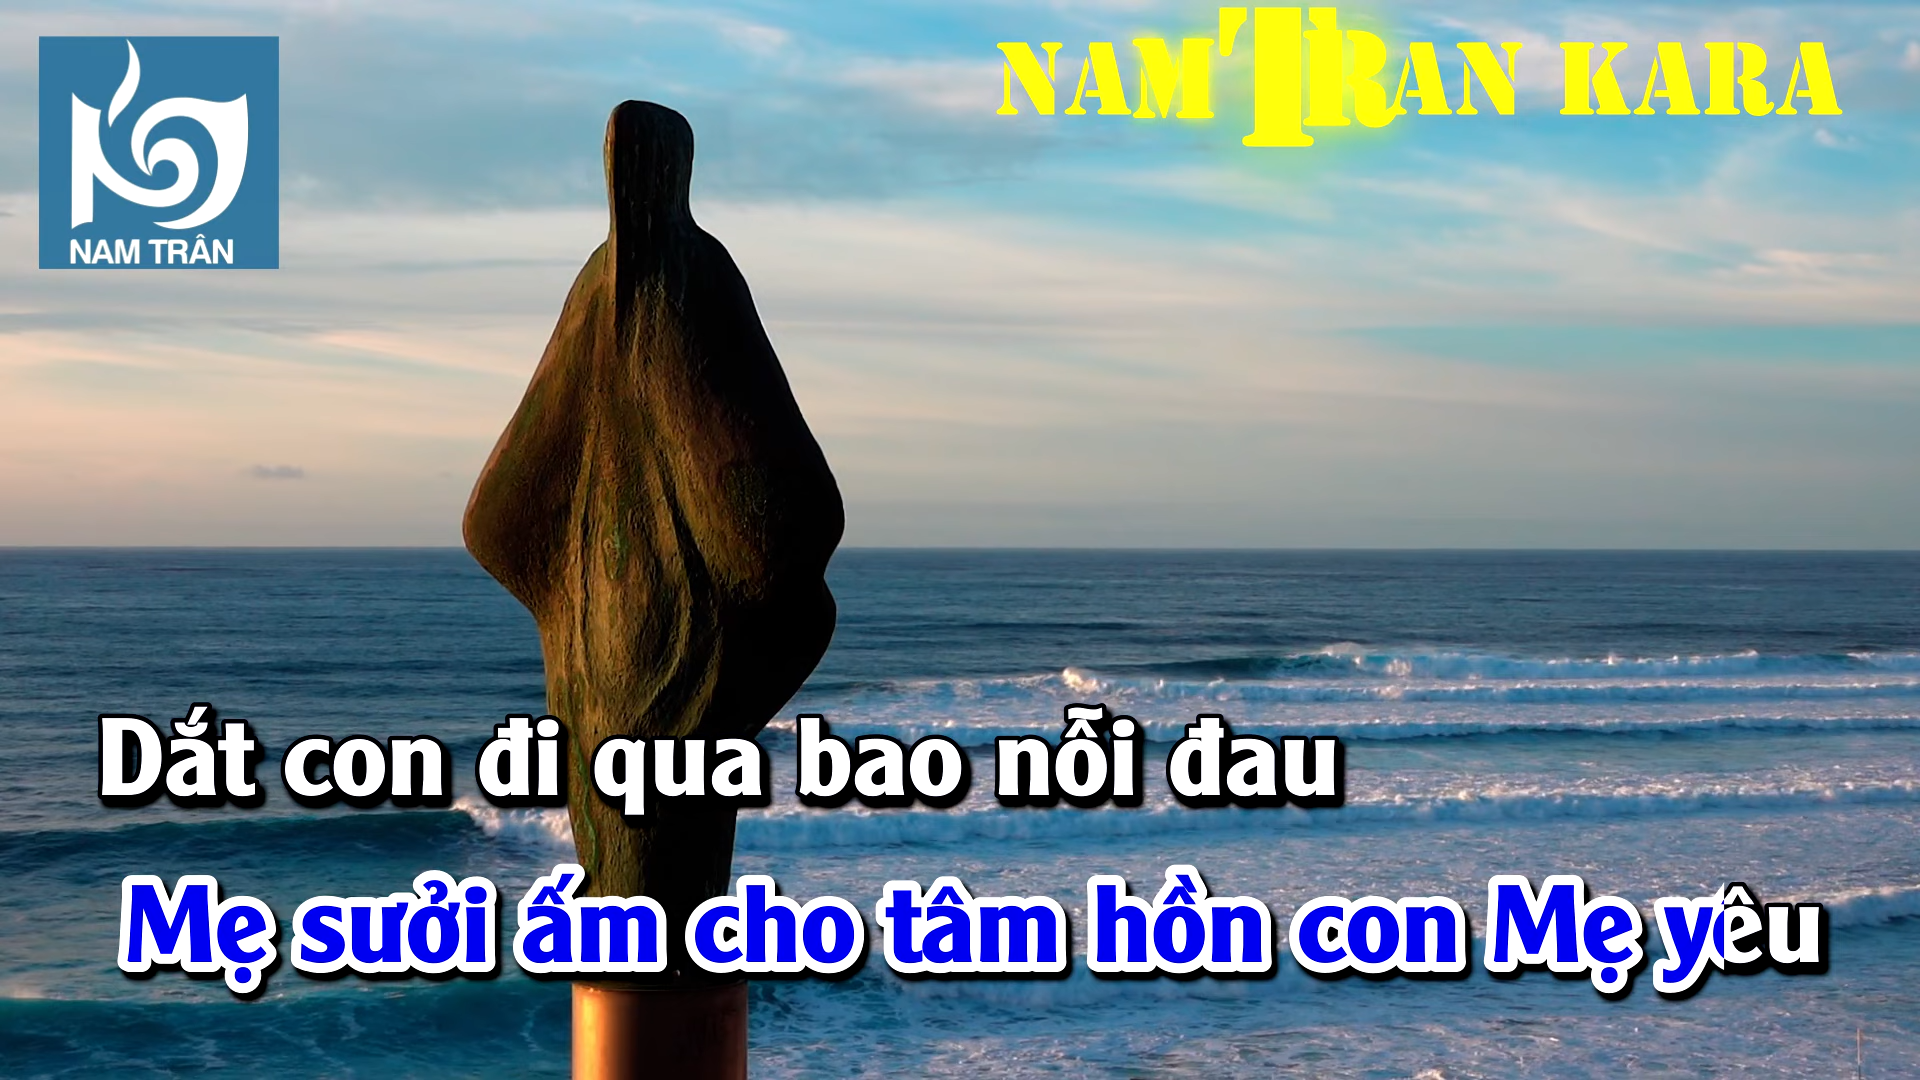 NAM TRAN KARA
NAM TRÂN
Dắt con đi qua bao nỗi đau
Mẹ sưởi ấm cho tâm hồn con Mẹ yêu